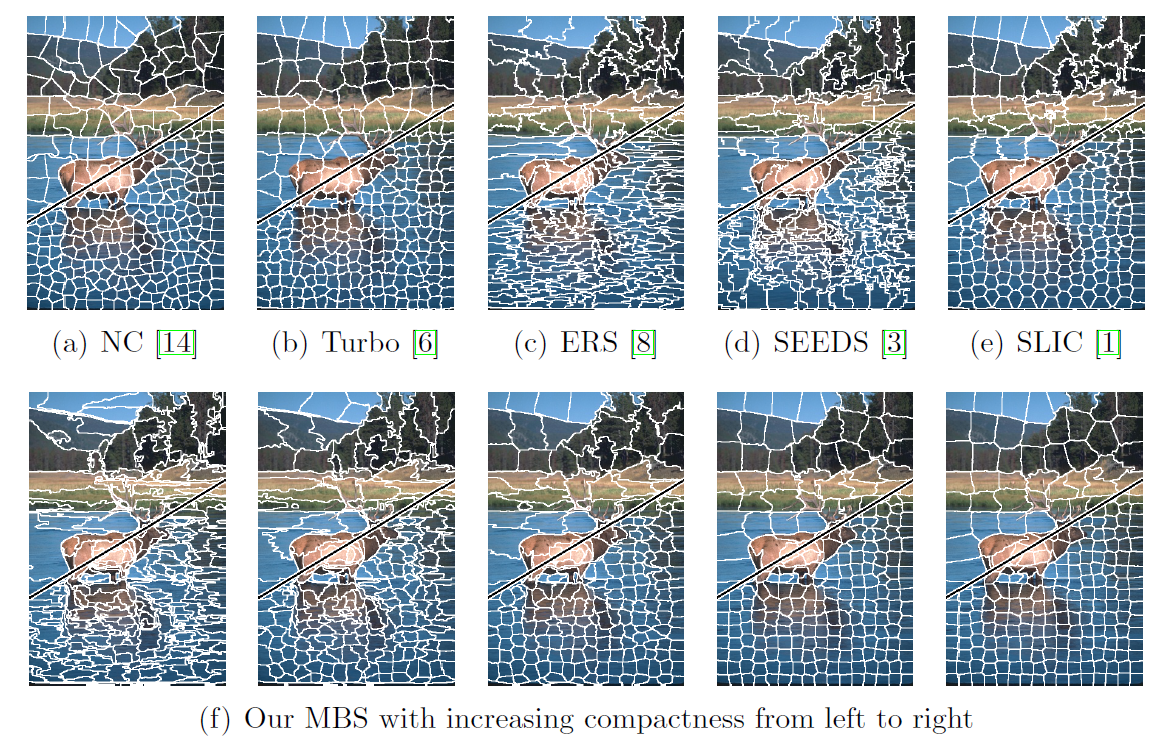 (a) NC [14]
(b) Turbo [6]
(c) ERS [8]
(d) SEEDS [3]
(e) SLIC [1]
(f) Our MBS with increasing compactness from left to right